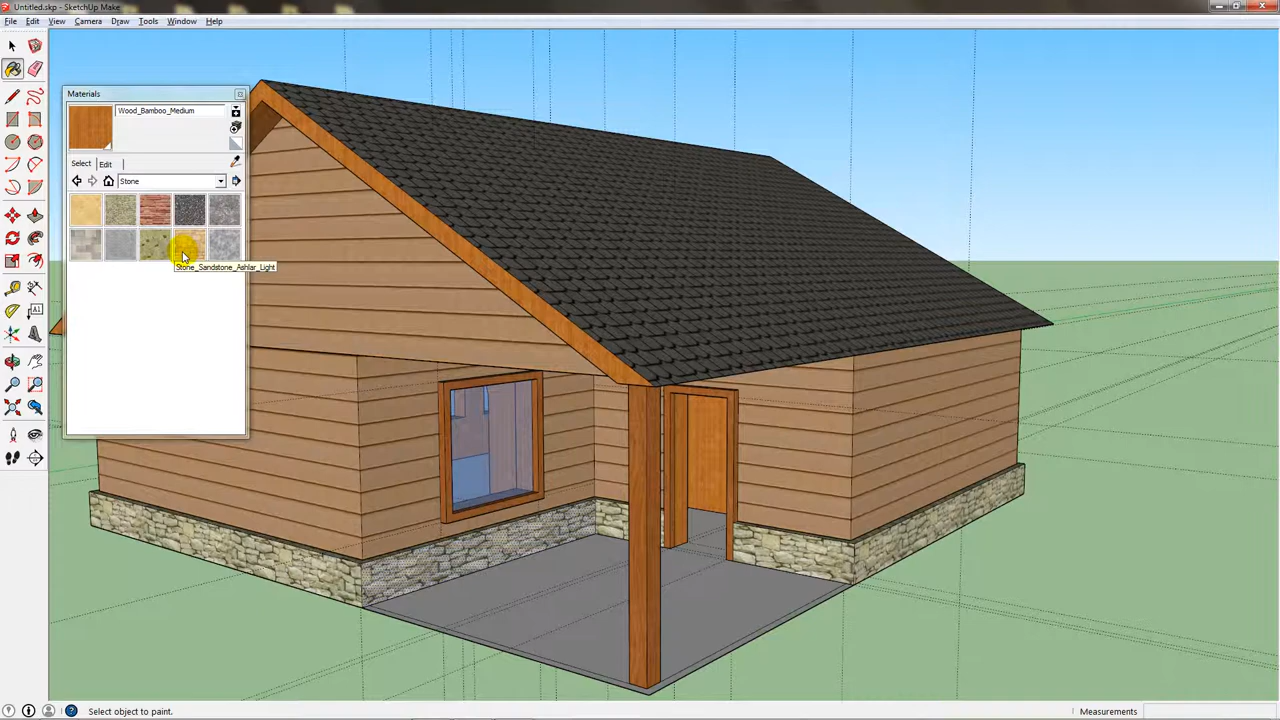 Untitled.skp - SketchUp Make
File Edit View Camera Draw Tools Window Help
Materials
Wood_Bamboo_Medium
Select Edit
Stone
Stone_Sandstone_Ashlar_Light
A1
Select object to paint.
Measurements